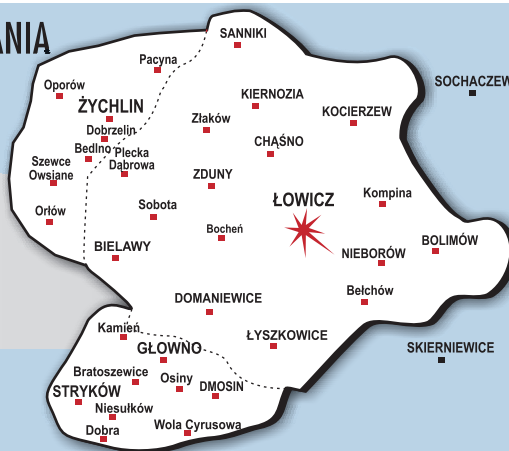 ANIA
SANNIKI
Pacyna
SOCHACZEW
Oporów
KIERNOZIA
ŻYCHLIN
KOCIERZEW
Złaków
Dobrzelin
CHĄŚNO
Bedlno
Plecka
Dąbrowa
Szewce
Owsiane
ZDUNY
Kompina
ŁOWICZ
Sobota
Orłów
Bocheń
BOLIMÓW
BIELAWY
NIEBORÓW
Bełchów
DOMANIEWICE
Kamień
ŁYSZKOWICE
GŁOWNO
SKIERNIEWICE
Bratoszewice
Osiny
DMOSIN
STRYKÓW
Niesułków
Wola Cyrusowa
Dobra